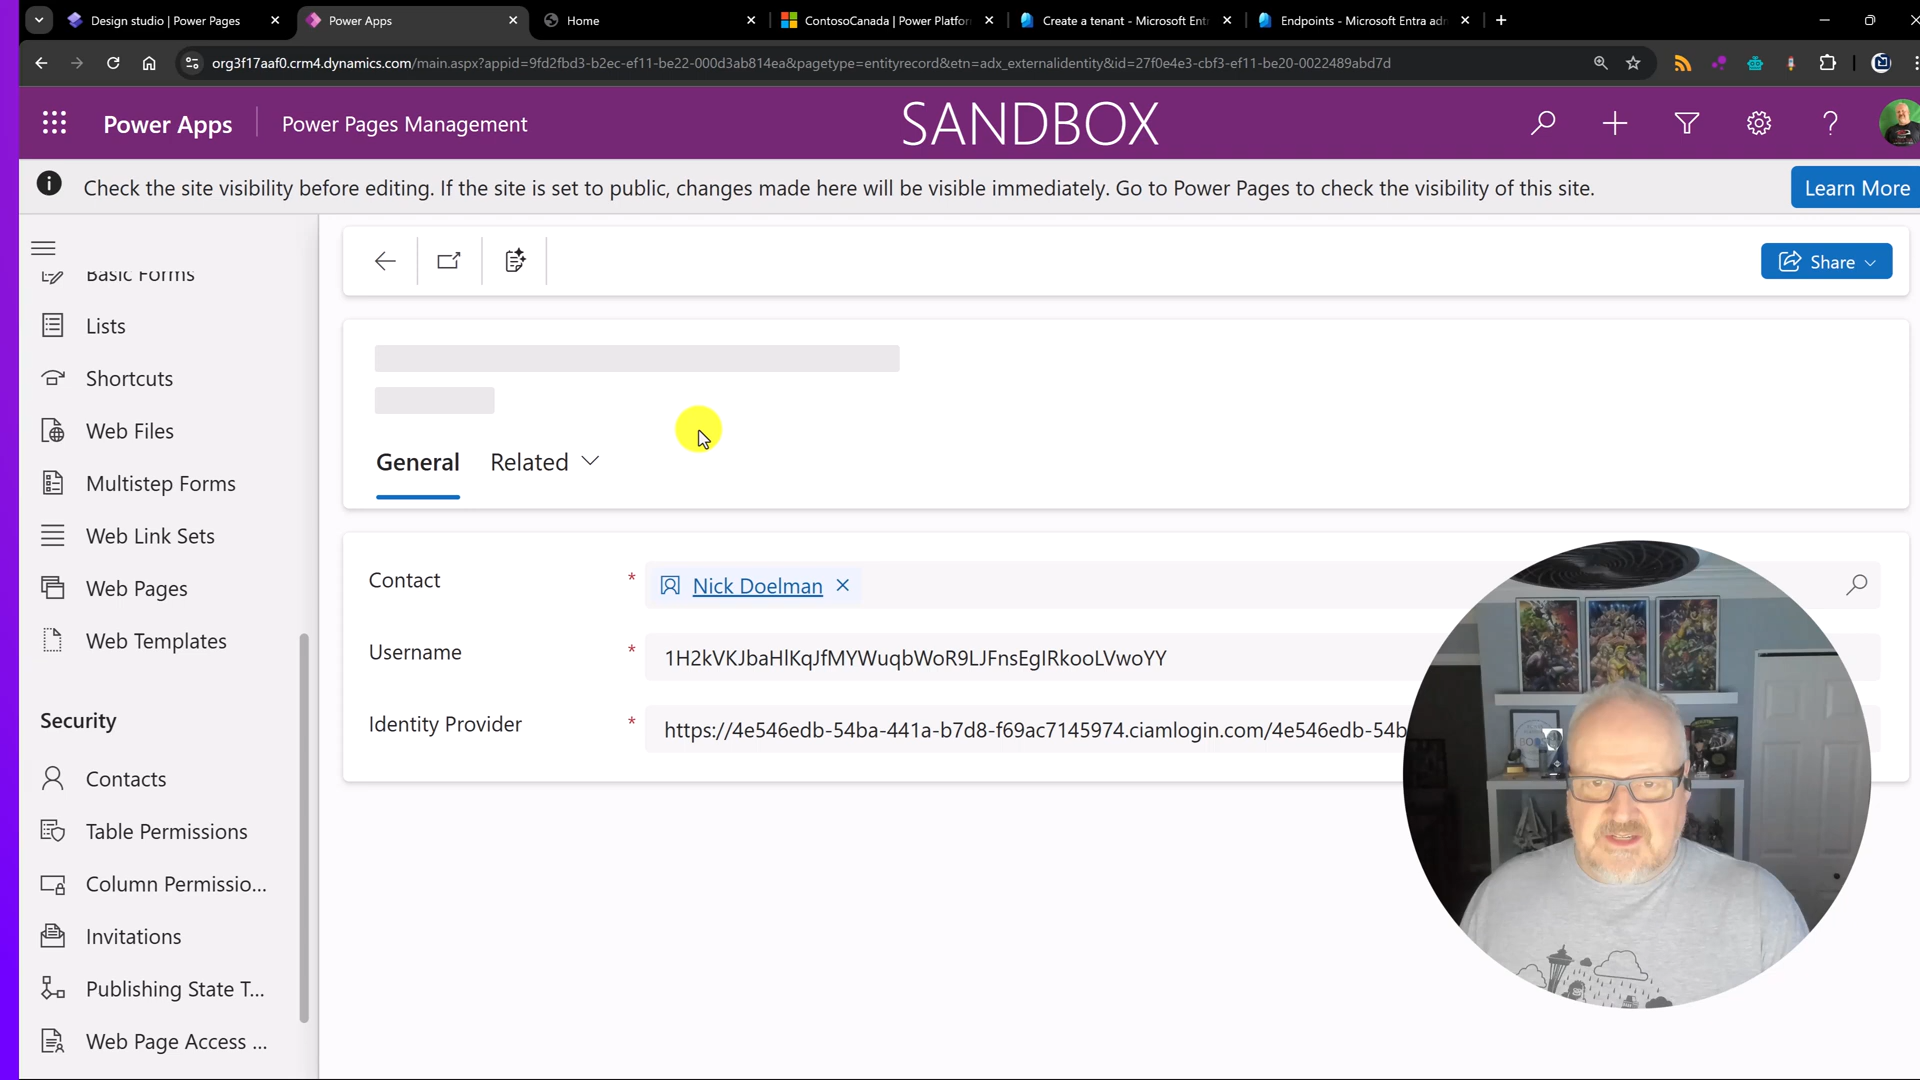 Design studio | Power Pages
Power Apps
Home
ContosoCanada | Power Platfor
Create a tenant - Microsoft Entr
Endpoints - Microsoft Entra adm
org3f17aaf0.crm4.dynamics.com/main.aspx?appid=9fd2fbd3-b2ec-ef11-be22-000d3ab814ea&pagetype=entityrecord&etn=adx_externalidentity&id=27f0e4e3-cbf3-ef11-be20-0022489abd7d
Power Apps
Power Pages Management
SANDBOX
Check the site visibility before editing. If the site is set to public, changes made here will be visible immediately. Go to Power Pages to check the visibility of this site.
Learn More
Basic Forms
Lists
Shortcuts
Web Files
Multistep Forms
Web Link Sets
Web Pages
Web Templates
Security
Contacts
Table Permissions
Column Permissio...
Invitations
Publishing State T...
Web Page Access ...
Share
General
Related
Contact
*
Nick Doelman
Username
*
1H2kVKJbaHlKqJfMYWuqbWoR9LJFnsEgIRkooLVwoYY
Identity Provider
*
https://4e546edb-54ba-441a-b7d8-f69ac7145974.ciamlogin.com/4e546edb-54b